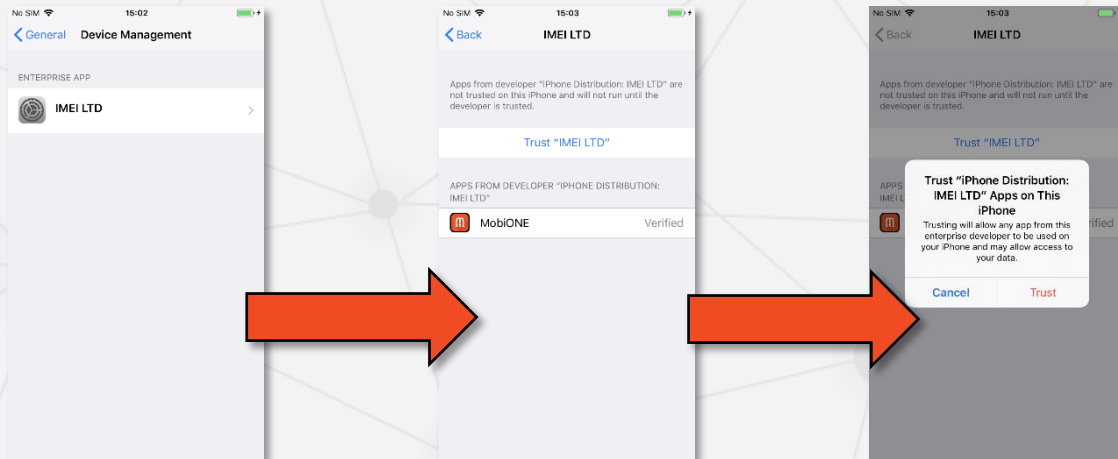 No SIM 15:02
General Device Management
ENTERPRISE APP
IMEI LTD
No SIM 15:03
Back IMEI LTD
Apps from developer "iPhone Distribution: IMEI LTD" are
not trusted on this iPhone and will not run until the
developer is trusted.
Trust "IMEI LTD"
APPS FROM DEVELOPER "IPHONE DISTRIBUTION:
IMEI LTD"
MobiONE Verified
No SIM 15:03
Back IMEI LTD
Apps from developer "iPhone Distribution: IMEI LTD" are
not trusted on this iPhone and will not run until the
developer is trusted.
Trust "IMEI LTD"
APPS
IMEI L
Trust "iPhone Distribution:
IMEI LTD" Apps on This
iPhone
Trusting will allow any app from this
enterprise developer to be used on
your iPhone and may allow access to
your data.
Cancel Trust